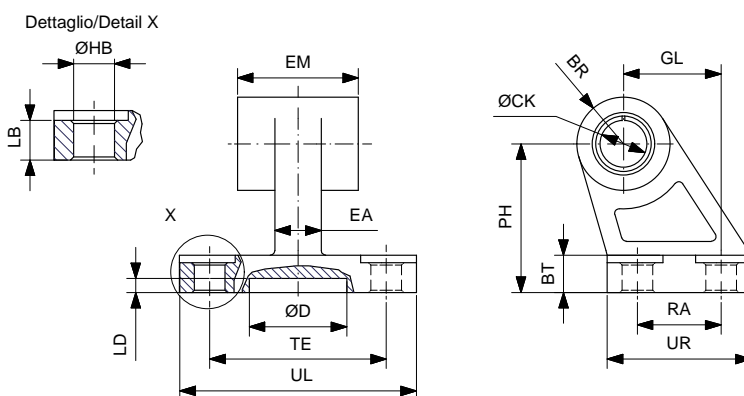 Dettaglio/Detail X
ØHB
LB
EM
X
EA
LD
ØD
TE
UL
BR
GL
ØCK
PH
BT
RA
UR